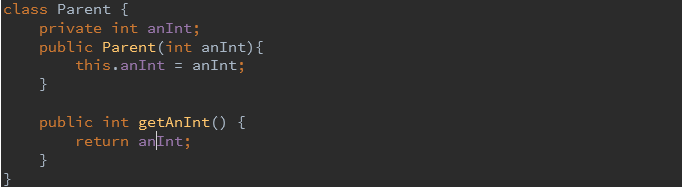 class Parent {
    private int anInt;
    public Parent(int anInt){
        this.anInt = anInt;
    }

    public int getAnInt() {
        return anInt;
    }
}